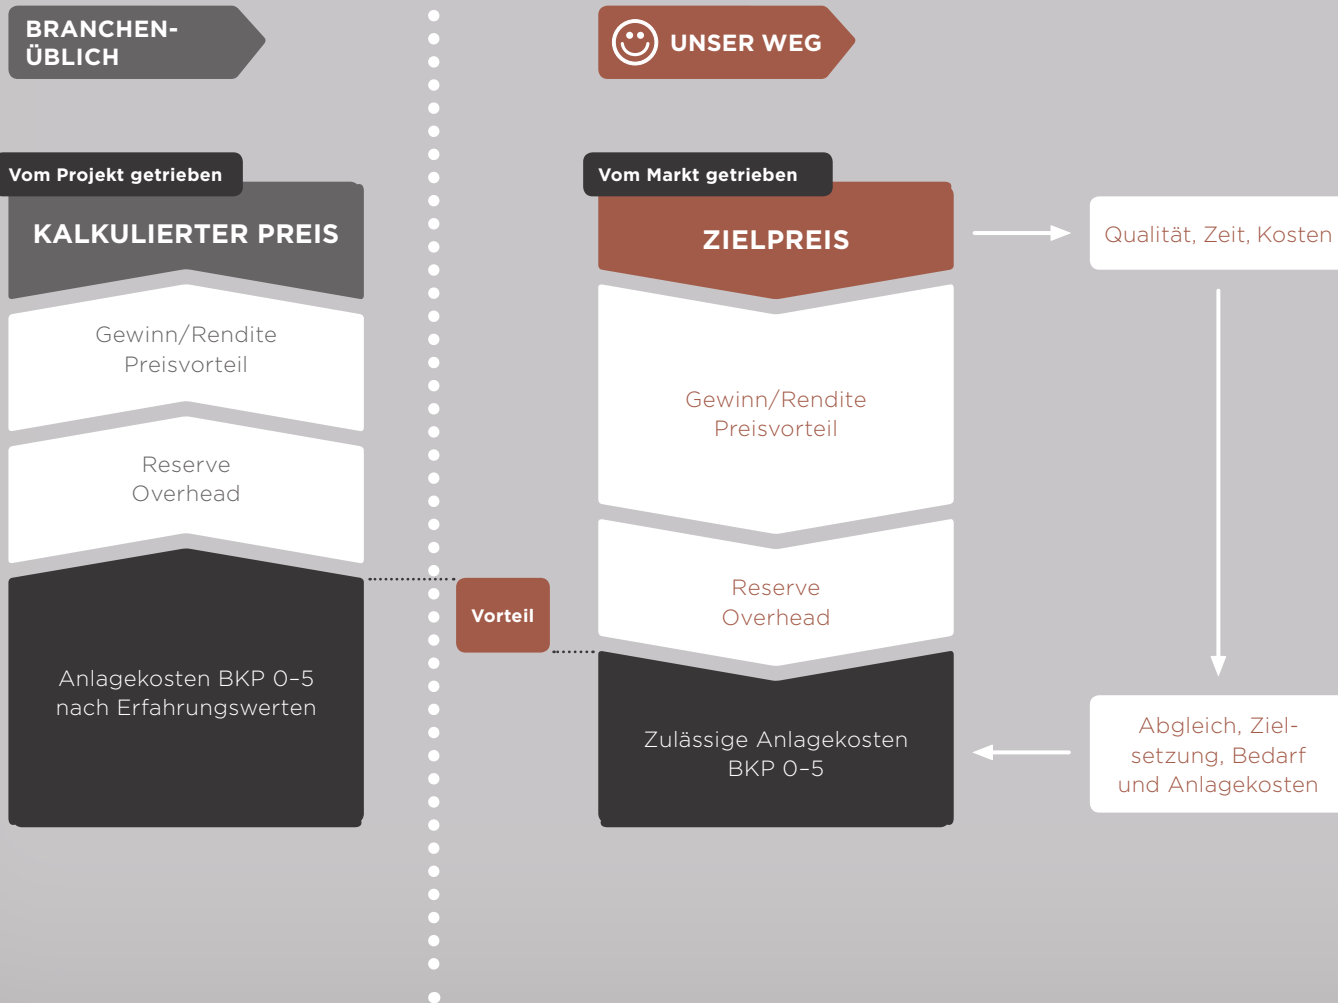 BRANCHEN-
ÜBLICH
Vom Projekt getrieben
KALKULIERTER PREIS
Gewinn/Rendite
Preisvorteil
Reserve
Overhead
Anlagekosten BKP 0–5
nach Erfahrungswerten
Vorteil
UNSER WEG
Vom Markt getrieben
ZIELPREIS
Gewinn/Rendite
Preisvorteil
Reserve
Overhead
Zulässige Anlagekosten
BKP 0–5
Qualität, Zeit, Kosten
Abgleich, Ziel-
setzung, Bedarf
und Anlagekosten